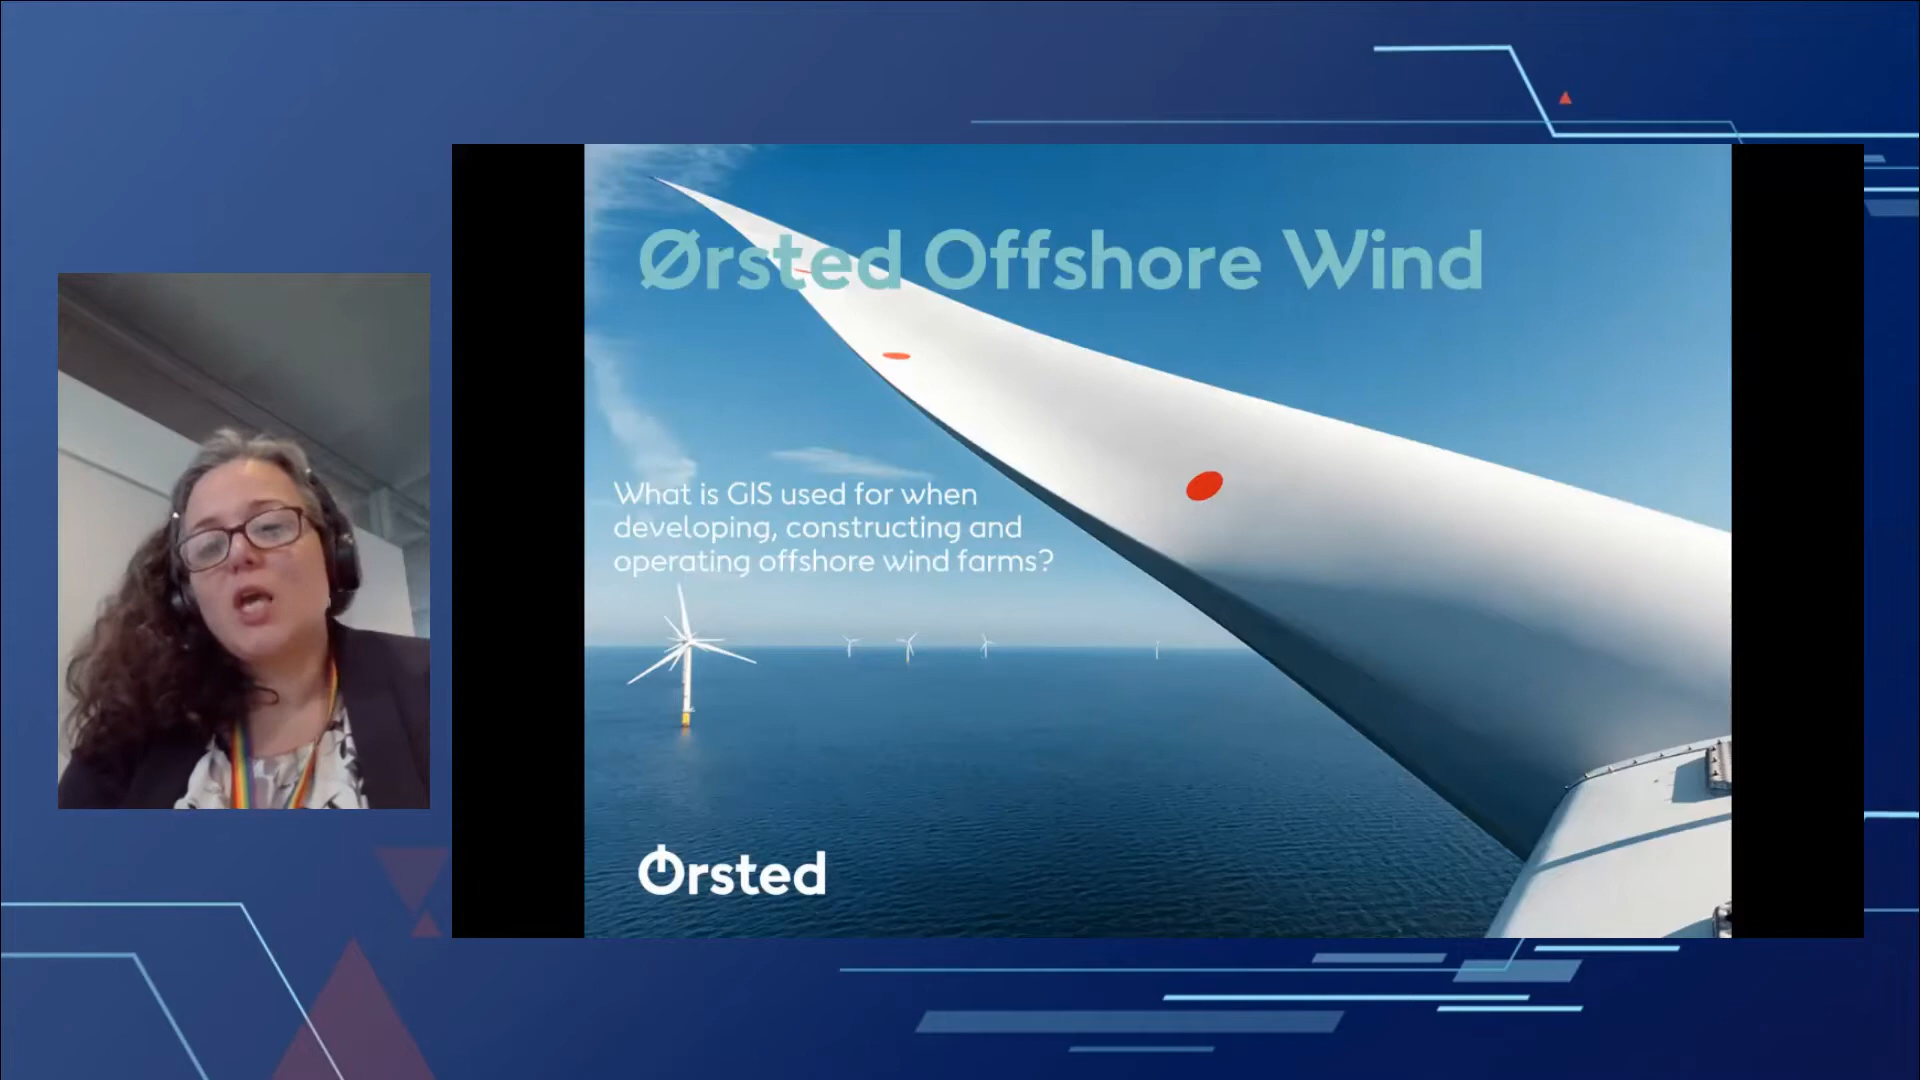 Ørsted Offshore Wind
What is GIS used for when
developing, constructing and
operating offshore wind farms?
Ørsted